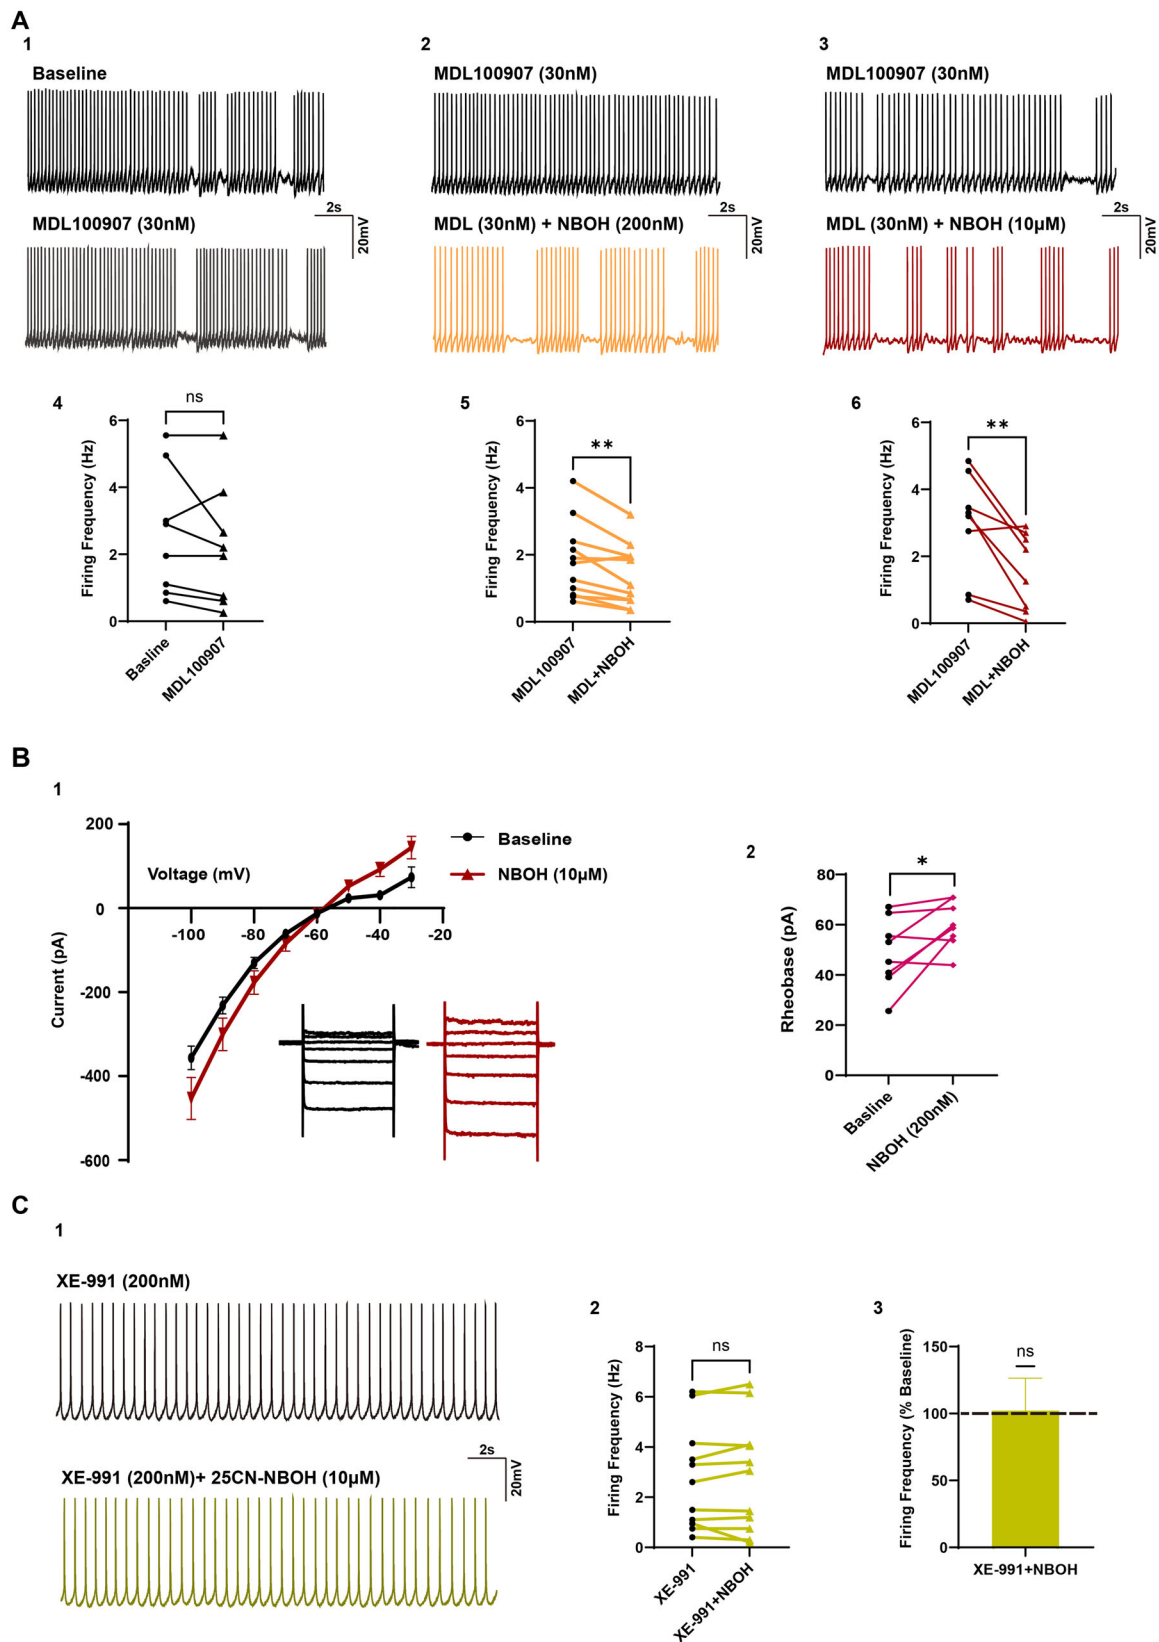 A
1
2
3
Baseline
MDL100907 (30nM)
MDL100907 (30nM)
2s
20mV
2s
20mV
2s
20mV
MDL100907 (30nM)
MDL (30nM) + NBOH (200nM)
MDL (30nM) + NBOH (10μM)
4
ns
6
4
2
0
Firing Frequency (Hz)
Basline
MDL100907
5
**
6
4
2
0
Firing Frequency (Hz)
MDL100907
MDL+NBOH
6
**
6
4
2
0
Firing Frequency (Hz)
MDL100907
MDL+NBOH
B
1
200
0
-200
-400
-600
Current (pA)
Voltage (mV)
-100
-80
-60
-40
-20
Baseline
NBOH (10μM)
2
*
80
60
40
20
0
Rheobase (pA)
Basline
NBOH (200nM)
C
1
XE-991 (200nM)
2s
20mV
XE-991 (200nM)+ 25CN-NBOH (10μM)
2
ns
8
6
4
2
0
Firing Frequency (Hz)
XE-991
XE-991+NBOH
3
ns
150
100
50
0
Firing Frequency (% Baseline)
XE-991+NBOH